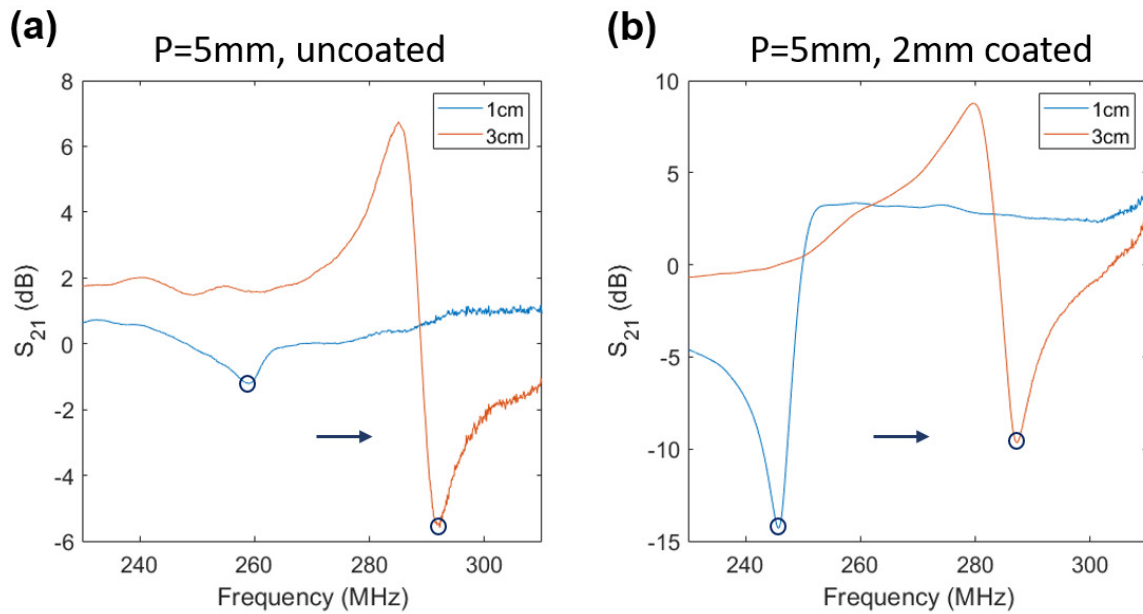 (a)
P=5mm, uncoated
8
6
4
2
0
-2
-4
-6
S21 (dB)
1cm
3cm
240
260
280
300
Frequency (MHz)
(b)
P=5mm, 2mm coated
10
5
0
-5
-10
-15
S21 (dB)
1cm
3cm
240
260
280
300
Frequency (MHz)